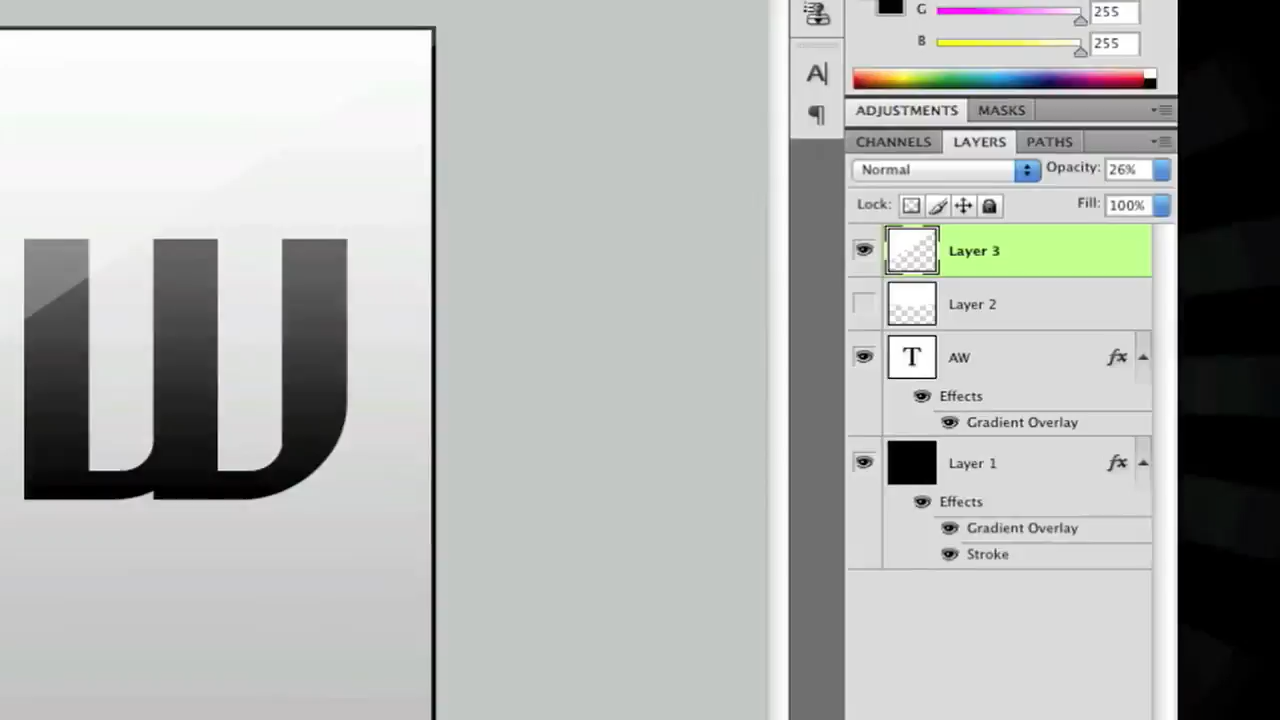 G 255
B 255
A
¶
ADJUSTMENTS MASKS
CHANNELS LAYERS PATHS
Normal Opacity: 26%
Lock: Fill: 100%
Layer 3
Layer 2
T AW fx
Effects
Gradient Overlay
Layer 1 fx
Effects
Gradient Overlay
Stroke
W